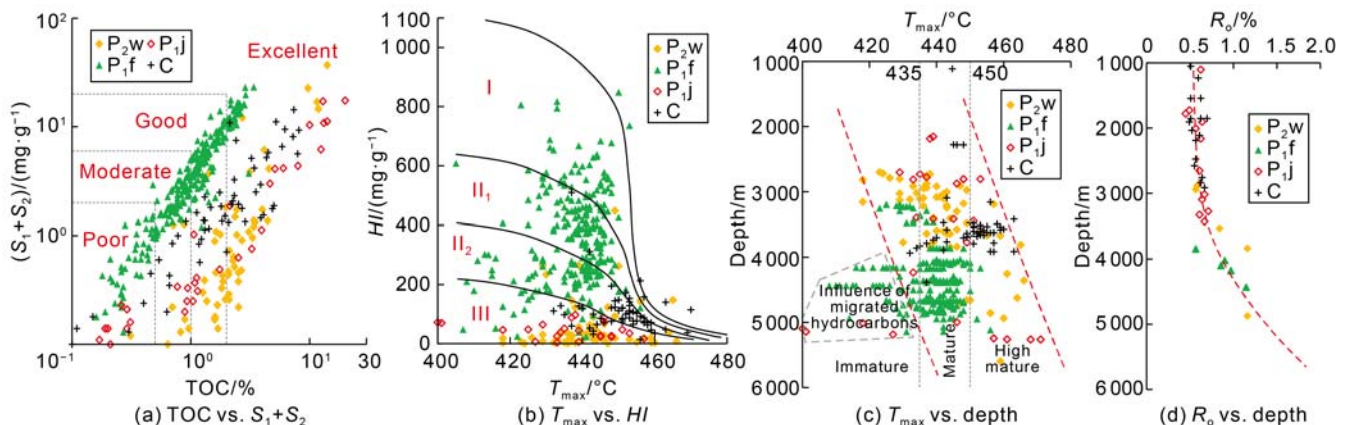 10²
10¹
10⁰
10⁻¹ 10⁰ 10¹ 30
(S₁+S₂)/(mg·g⁻¹)
P₂w P₁j
P₁f C
Excellent
Good
Moderate
Poor
TOC/%
(a) TOC vs. S₁+S₂
1 100
1 000
800
600
400
200
0
HI/(mg·g⁻¹)
P₂w
P₁f
P₁j
C
I
II₁
II₂
III
400 420 440 460 480
Tmax/°C
(b) Tmax vs. HI
Tmax/°C
400 420 440 460 480
435 450
1 000
2 000
3 000
4 000
5 000
6 000
Depth/m
P₂w
P₁f
P₁j
C
Influence of
migrated
hydrocarbons
Immature
Mature
High
mature
(c) Tmax vs. depth
Rₒ/%
0 0.5 1.0 1.5 2.0
1 000
2 000
3 000
4 000
5 000
6 000
Depth/m
P₂w
P₁f
P₁j
C
(d) Rₒ vs. depth